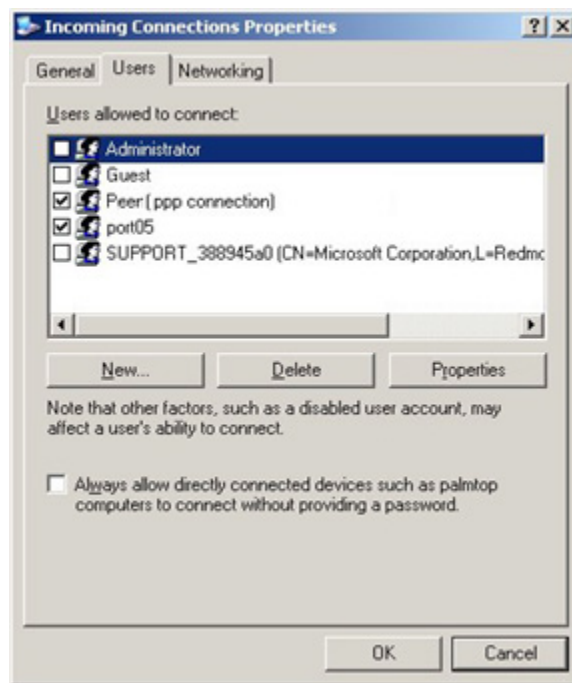 Incoming Connections Properties
General Users Networking
Users allowed to connect:
Administrator
Guest
Peer (ppp connection)
port05
SUPPORT_388945a0 (CN=Microsoft Corporation,L=Redmo
New... Delete Properties
Note that other factors, such as a disabled user account, may
affect a user's ability to connect.
Always allow directly connected devices such as palmtop
computers to connect without providing a password.
OK Cancel